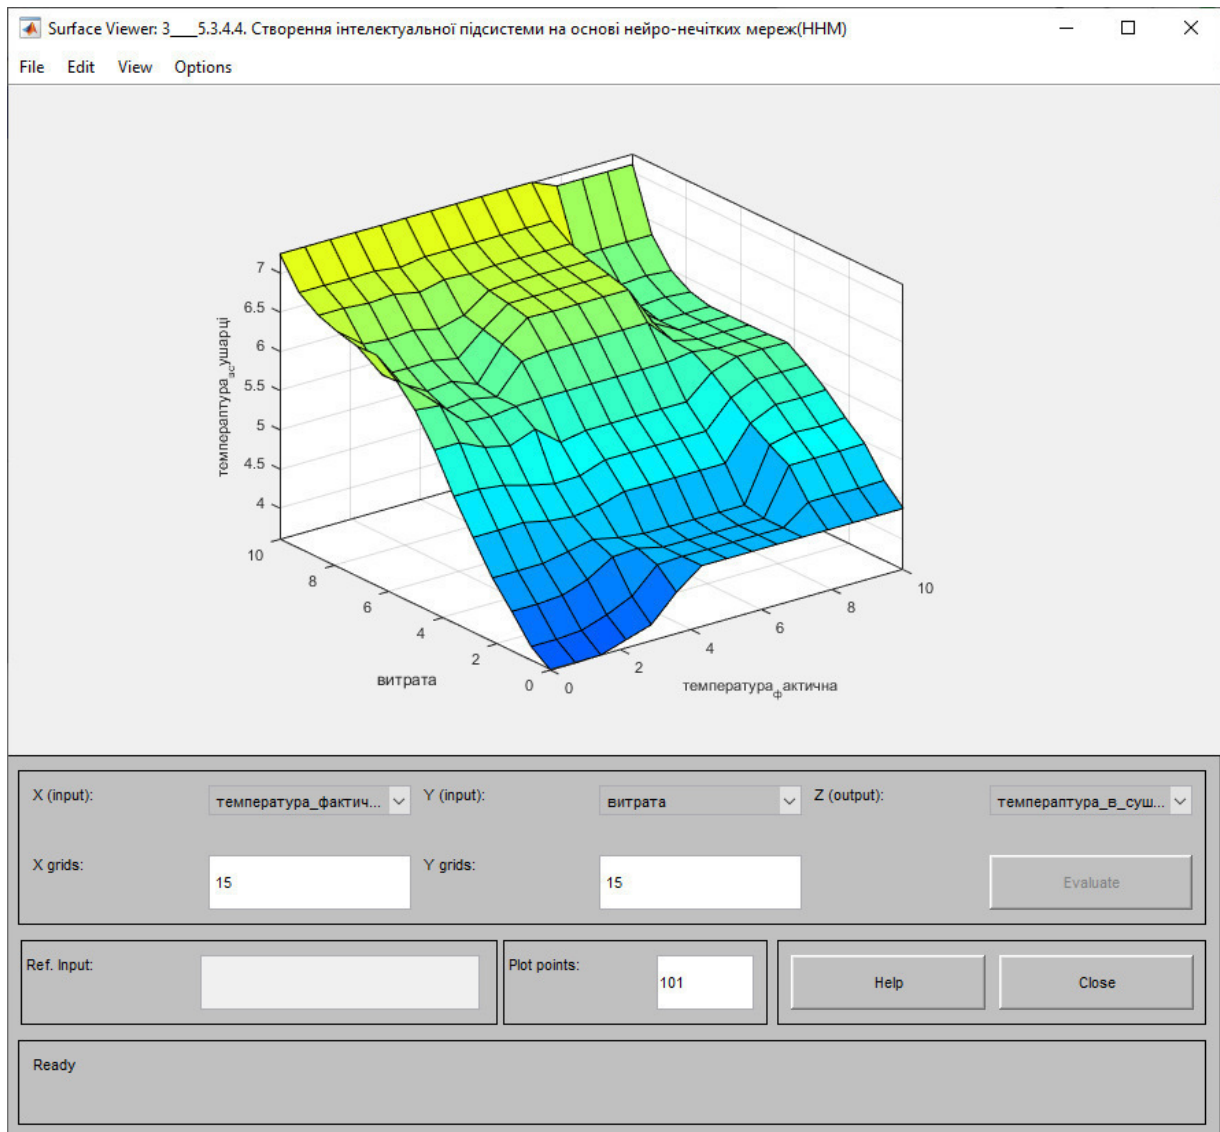 Surface Viewer: 3___5.3.4.4. Створення інтелектуальної підсистеми на основі нейро-нечітких мереж(ННМ)
File Edit View Options
7
6.5
6
5.5
5
4.5
4
10
8
6
4
2
0
0
2
4
6
8
10
витрата
температура_фактична
X (input):
температура_фактич...
Y (input):
витрата
Z (output):
температтура_в_суш...
X grids:
15
Y grids:
15
Evaluate
Ref. Input:
Plot points:
101
Help
Close
Ready